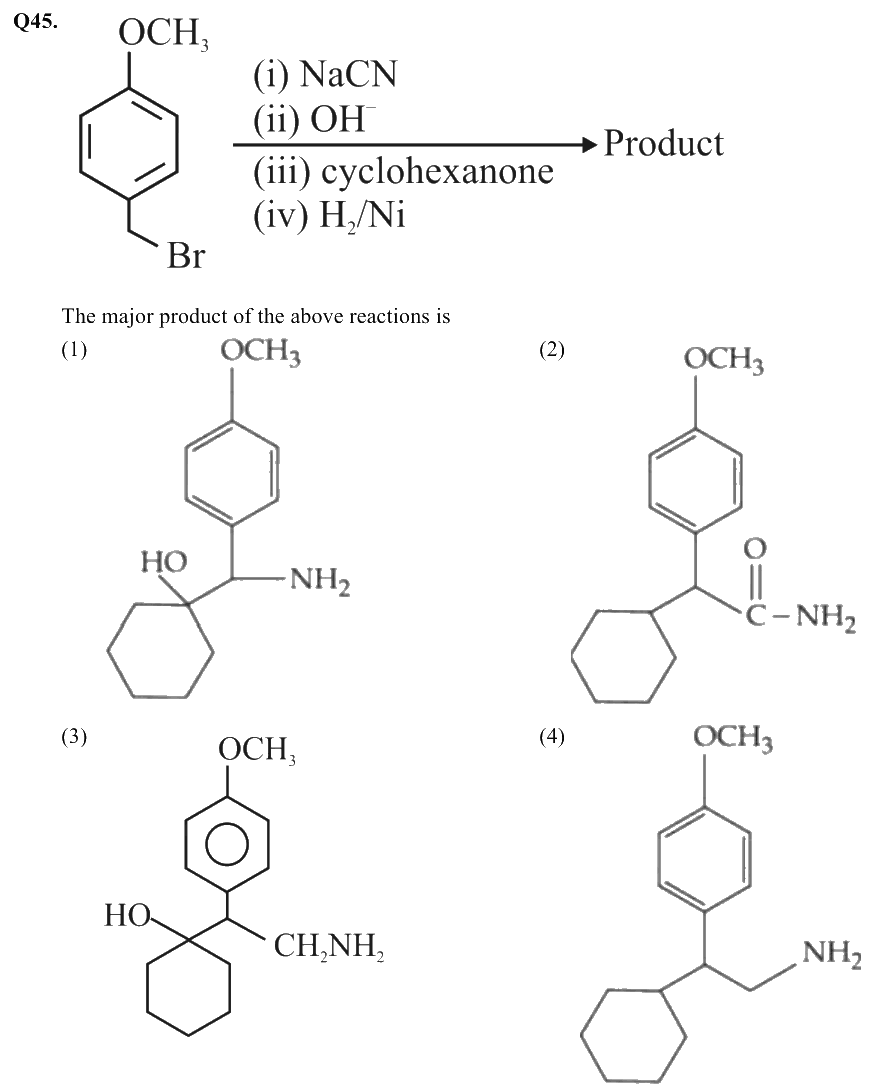 Q45.
OCH₃
(i) NaCN
(ii) OH⁻
Product
(iii) cyclohexanone
(iv) H₂/Ni
Br
The major product of the above reactions is
(1)
OCH₃
HO
NH₂
(2)
OCH₃
O
C–NH₂
(3)
OCH₃
HO
CH₂NH₂
(4)
OCH₃
NH₂